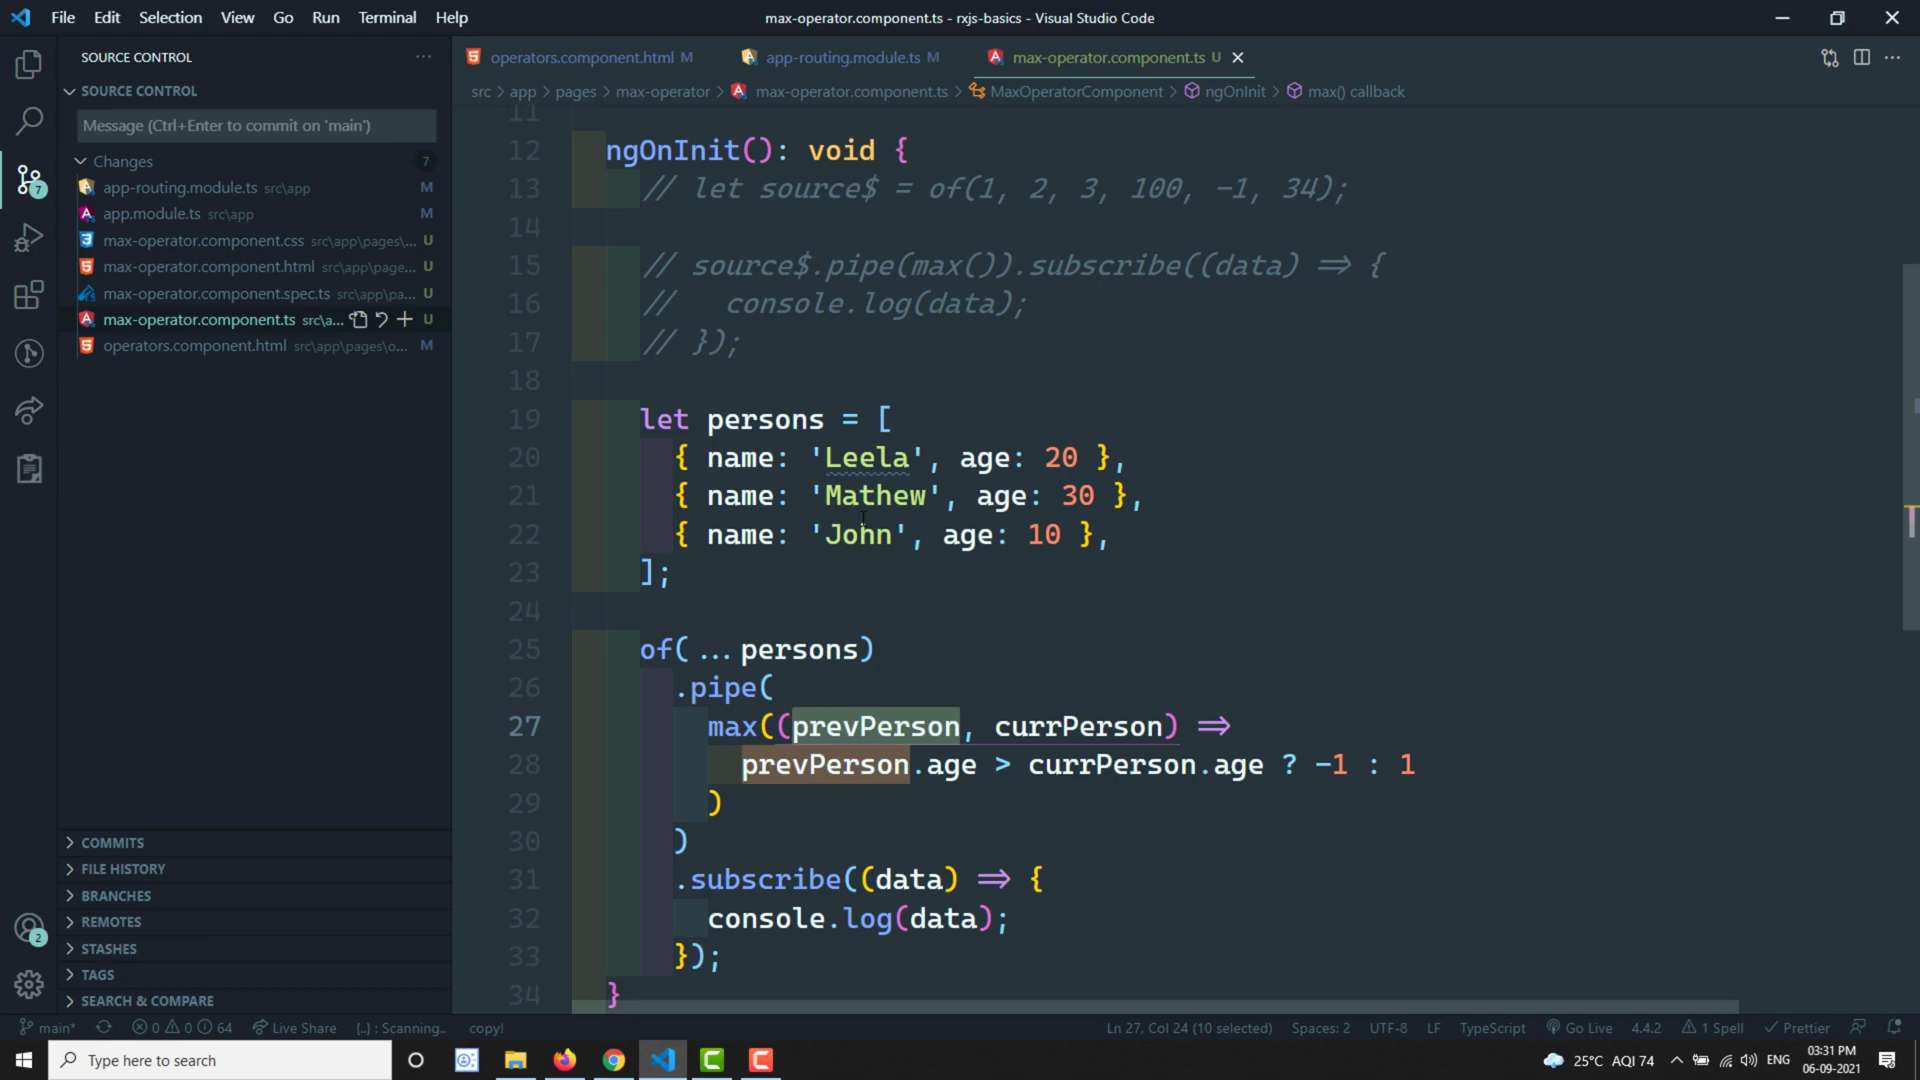 File Edit Selection View Go Run Terminal Help
max-operator.component.ts - rxjs-basics - Visual Studio Code
SOURCE CONTROL
operators.component.html M
app-routing.module.ts M
max-operator.component.ts U
SOURCE CONTROL
src > app > pages > max-operator > max-operator.component.ts > MaxOperatorComponent > ngOnInit > max() callback
Message (Ctrl+Enter to commit on 'main')
Changes 7
app-routing.module.ts src\app M
app.module.ts src\app M
max-operator.component.css src\app\pages\... U
max-operator.component.html src\app\page... U
max-operator.component.spec.ts src\app\pa... U
max-operator.component.ts src\a... U
operators.component.html src\app\pages\o... M
7
11
12 ngOnInit(): void {
13 // let source$ = of(1, 2, 3, 100, -1, 34);
14
15 // source$.pipe(max()).subscribe((data) => {
16 // console.log(data);
17 // });
18
19 let persons = [
20 { name: 'Leela', age: 20 },
21 { name: 'Mathew', age: 30 },
22 { name: 'John', age: 10 },
23 ];
24
25 of(...persons)
26 .pipe(
27 max((prevPerson, currPerson) =>
28 prevPerson.age > currPerson.age ? -1 : 1
29 )
30 )
31 .subscribe((data) => {
32 console.log(data);
33 });
34 }
COMMITS
FILE HISTORY
BRANCHES
REMOTES
STASHES
TAGS
SEARCH & COMPARE
2
main* 0 0 64 Live Share {..} : Scanning.. copy! Ln 27, Col 24 (10 selected) Spaces: 2 UTF-8 LF TypeScript Go Live 4.4.2 1 Spell Prettier
Type here to search
25°C AQI 74 ENG
03:31 PM
06-09-2021